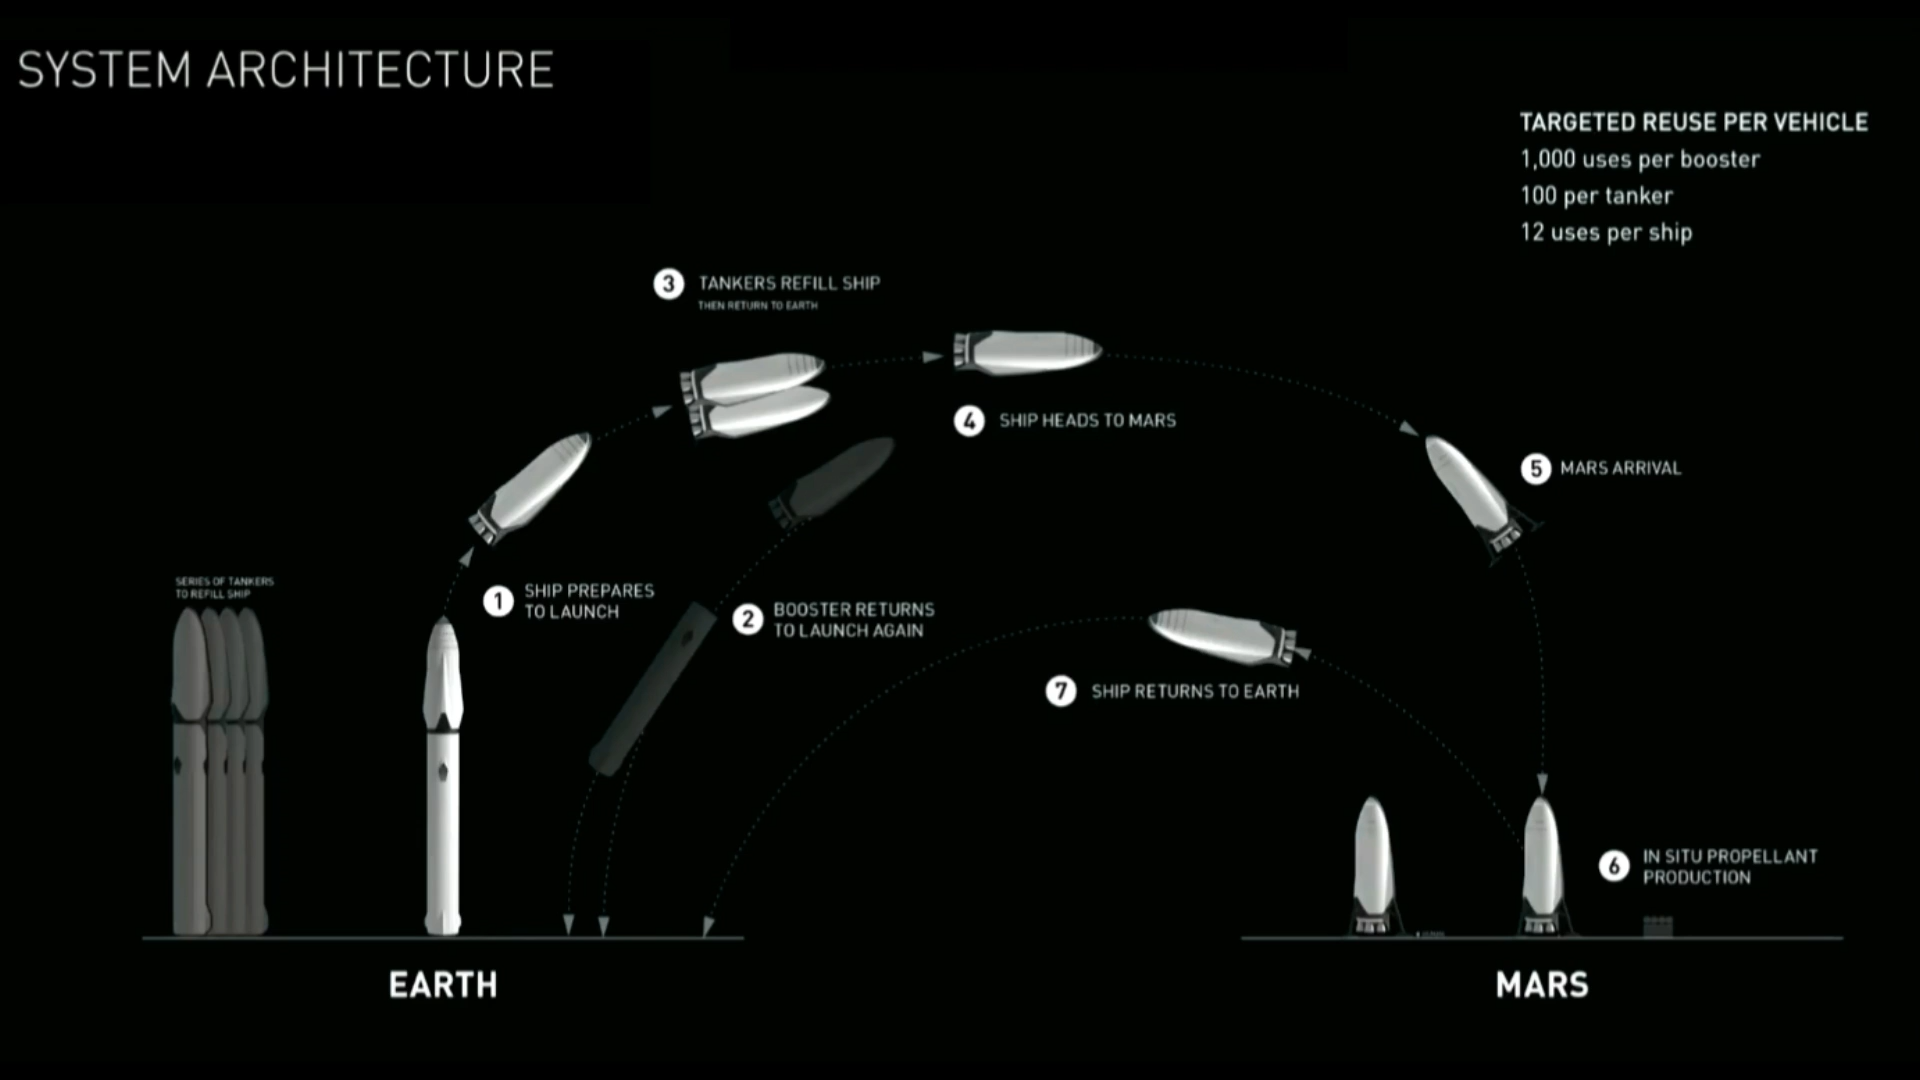 SYSTEM ARCHITECTURE
TARGETED REUSE PER VEHICLE
1,000 uses per booster
100 per tanker
12 uses per ship
3 TANKERS REFILL SHIP
THEN RETURN TO EARTH
4 SHIP HEADS TO MARS
5 MARS ARRIVAL
SERIES OF TANKERS
TO REFILL SHIP
1 SHIP PREPARES
TO LAUNCH
2 BOOSTER RETURNS
TO LAUNCH AGAIN
7 SHIP RETURNS TO EARTH
6 IN SITU PROPELLANT
PRODUCTION
EARTH
MARS